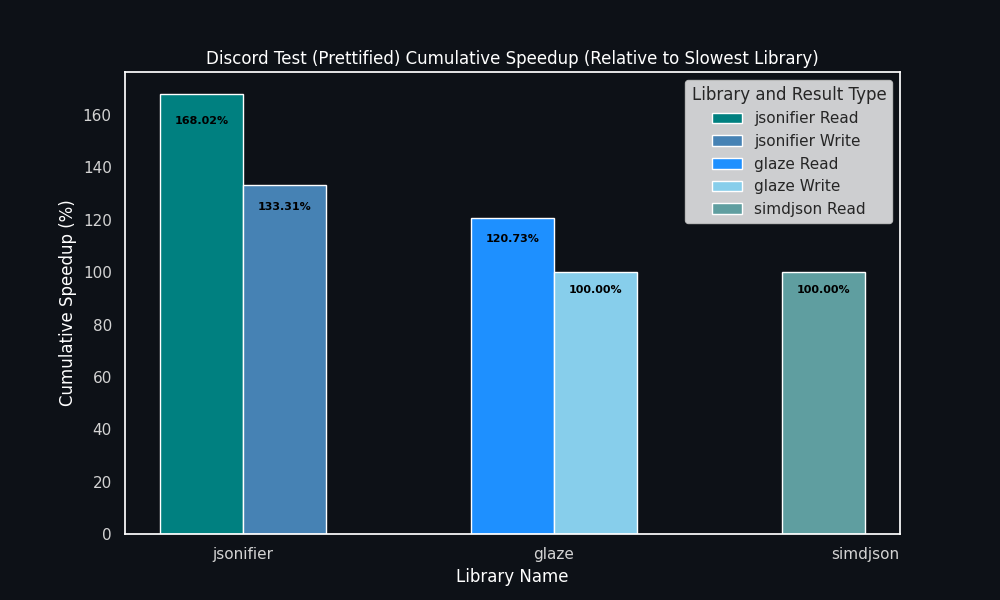 Discord Test (Prettified) Cumulative Speedup (Relative to Slowest Library)
Library and Result Type
jsonifier Read
jsonifier Write
glaze Read
glaze Write
simdjson Read
Cumulative Speedup (%)
160
140
120
100
80
60
40
20
0
168.02%
133.31%
120.73%
100.00%
100.00%
jsonifier
glaze
simdjson
Library Name